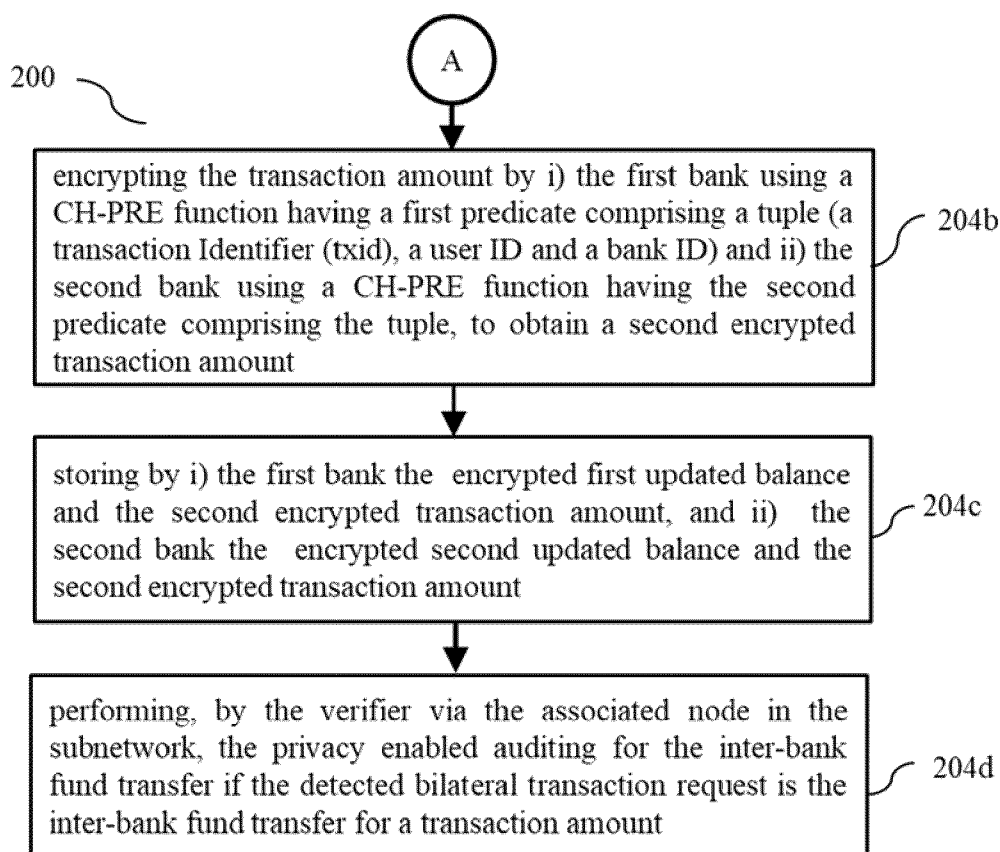 A
200
encrypting the transaction amount by i) the first bank using a
CH-PRE function having a first predicate comprising a tuple (a
transaction Identifier (txid), a user ID and a bank ID) and ii) the
second bank using a CH-PRE function having the second
predicate comprising the tuple, to obtain a second encrypted
transaction amount
204b
storing by i) the first bank the encrypted first updated balance
and the second encrypted transaction amount, and ii) the
second bank the encrypted second updated balance and the
second encrypted transaction amount
204c
performing, by the verifier via the associated node in the
subnetwork, the privacy enabled auditing for the inter-bank
fund transfer if the detected bilateral transaction request is the
inter-bank fund transfer for a transaction amount
204d